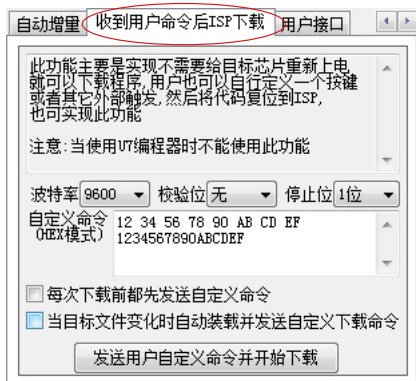 自动增量 收到用户命令后ISP下载 用户接口
此功能主要是实现不需要给目标芯片重新上电
就可以下载程序,用户也可以自行定义一个按键
或者其它外部触发,然后将代码复位到ISP,
也可实现此功能
注意:当使用U7编程器时不能使用此功能
波特率 9600 校验位 无 停止位 1位
自定义命令
(HEX模式)
12 34 56 78 90 AB CD EF
1234567890ABCDEF
每次下载前都先发送自定义命令
当目标文件变化时自动装载并发送自定义下载命令
发送用户自定义命令并开始下载